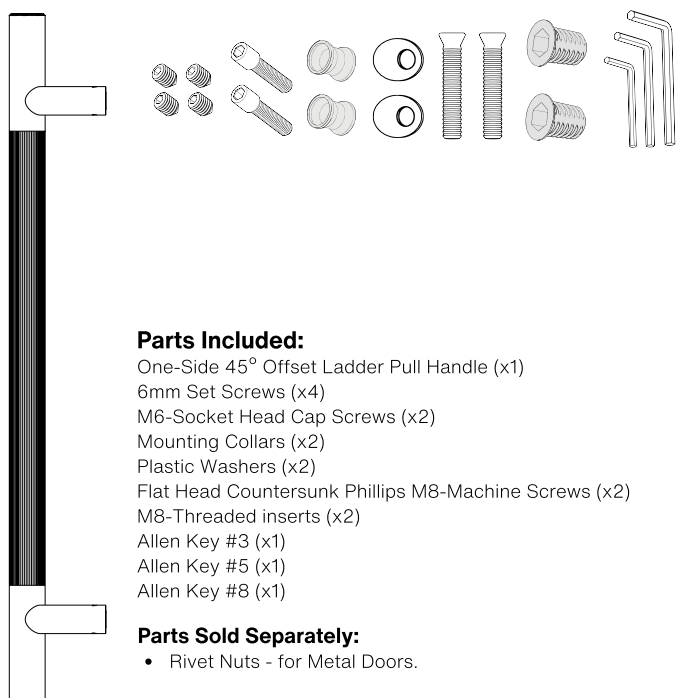 Parts Included:
One-Side 45° Offset Ladder Pull Handle (x1)
6mm Set Screws (x4)
M6-Socket Head Cap Screws (x2)
Mounting Collars (x2)
Plastic Washers (x2)
Flat Head Countersunk Phillips M8-Machine Screws (x2)
M8-Threaded inserts (x2)
Allen Key #3 (x1)
Allen Key #5 (x1)
Allen Key #8 (x1)
Parts Sold Separately:
• Rivet Nuts - for Metal Doors.